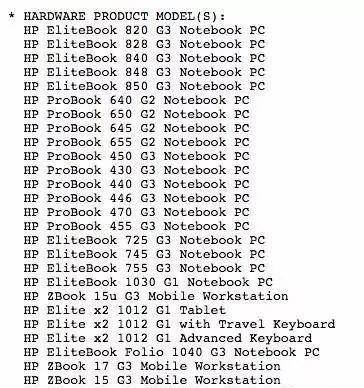 * HARDWARE PRODUCT MODEL(S):
HP EliteBook 820 G3 Notebook PC
HP EliteBook 828 G3 Notebook PC
HP EliteBook 840 G3 Notebook PC
HP EliteBook 848 G3 Notebook PC
HP EliteBook 850 G3 Notebook PC
HP ProBook 640 G2 Notebook PC
HP ProBook 650 G2 Notebook PC
HP ProBook 645 G2 Notebook PC
HP ProBook 655 G2 Notebook PC
HP ProBook 450 G3 Notebook PC
HP ProBook 430 G3 Notebook PC
HP ProBook 440 G3 Notebook PC
HP ProBook 446 G3 Notebook PC
HP ProBook 470 G3 Notebook PC
HP ProBook 455 G3 Notebook PC
HP EliteBook 725 G3 Notebook PC
HP EliteBook 745 G3 Notebook PC
HP EliteBook 755 G3 Notebook PC
HP EliteBook 1030 G1 Notebook PC
HP ZBook 15u G3 Mobile Workstation
HP Elite x2 1012 G1 Tablet
HP Elite x2 1012 G1 with Travel Keyboard
HP Elite x2 1012 G1 Advanced Keyboard
HP EliteBook Folio 1040 G3 Notebook PC
HP ZBook 17 G3 Mobile Workstation
HP ZBook 15 G3 Mobile Workstation